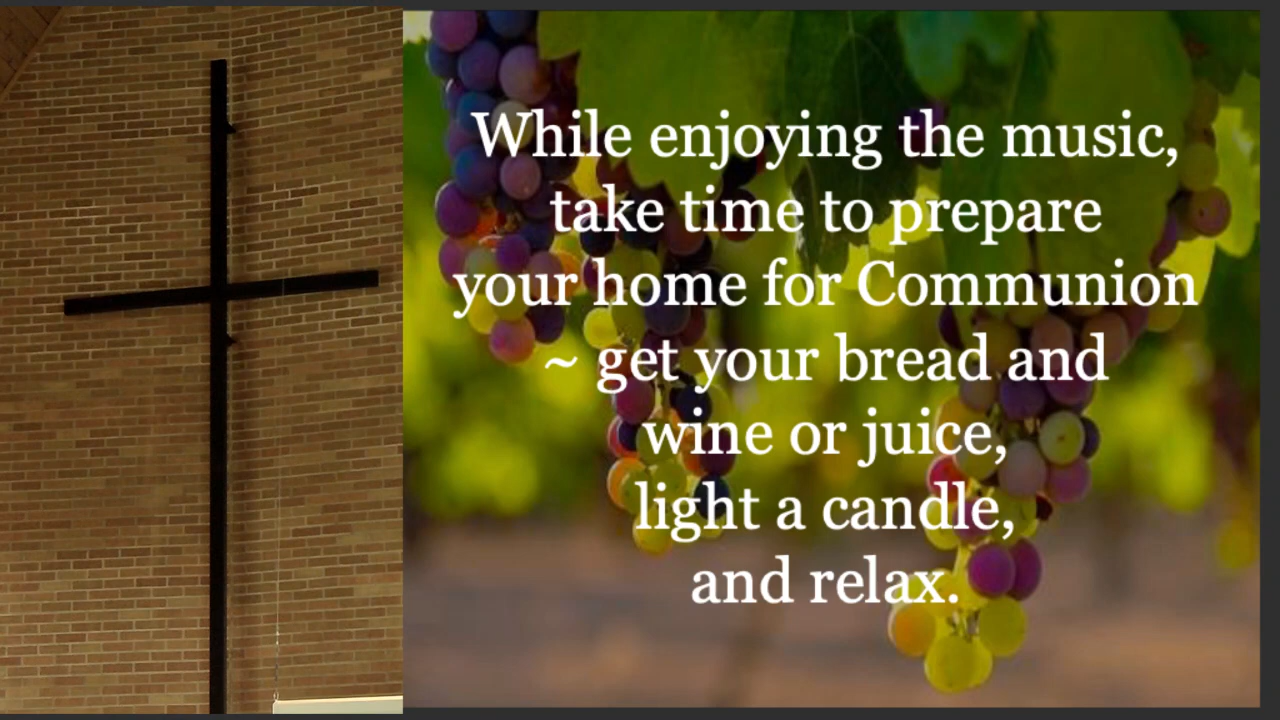 While enjoying the music,
take time to prepare
your home for Communion
~ get your bread and
wine or juice,
light a candle,
and relax.